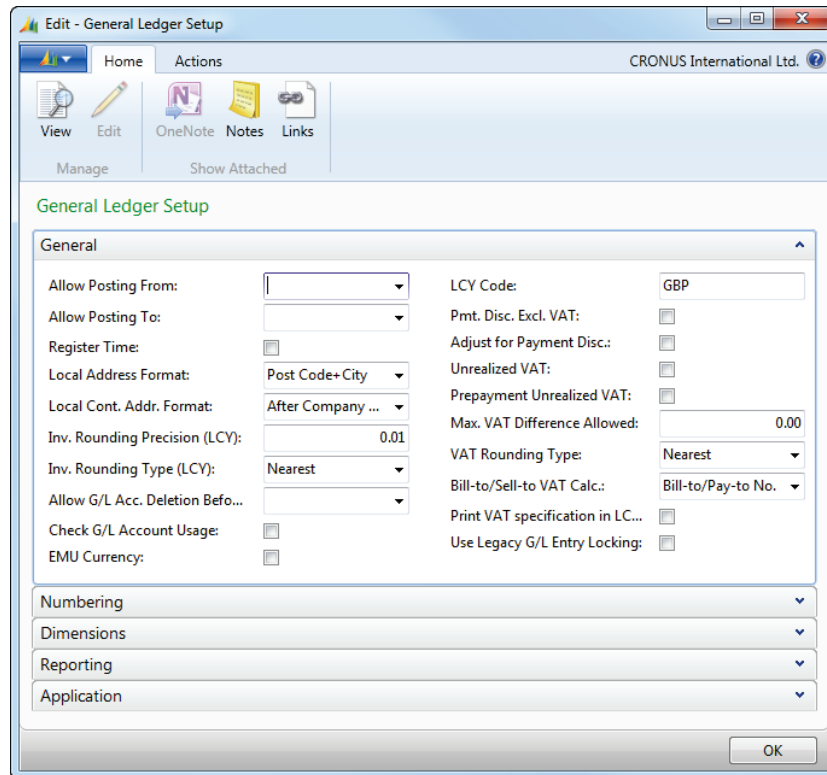 Edit - General Ledger Setup
Home Actions CRONUS International Ltd.
View Edit OneNote Notes Links
Manage Show Attached
General Ledger Setup
General
Allow Posting From:
Allow Posting To:
Register Time:
Local Address Format: Post Code+City
Local Cont. Addr. Format: After Company ...
Inv. Rounding Precision (LCY): 0.01
Inv. Rounding Type (LCY): Nearest
Allow G/L Acc. Deletion Befo...
Check G/L Account Usage:
EMU Currency:
LCY Code: GBP
Pmt. Disc. Excl. VAT:
Adjust for Payment Disc.:
Unrealized VAT:
Prepayment Unrealized VAT:
Max. VAT Difference Allowed: 0.00
VAT Rounding Type: Nearest
Bill-to/Sell-to VAT Calc.: Bill-to/Pay-to No.
Print VAT specification in LC...
Use Legacy G/L Entry Locking:
Numbering
Dimensions
Reporting
Application
OK